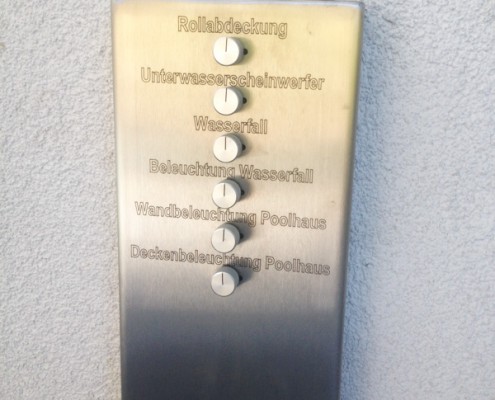 Rollabdeckung
Unterwasserscheinwerfer
Wasserfall
Beleuchtung Wasserfall
Wandbeleuchtung Poolhaus
Deckenbeleuchtung Poolhaus